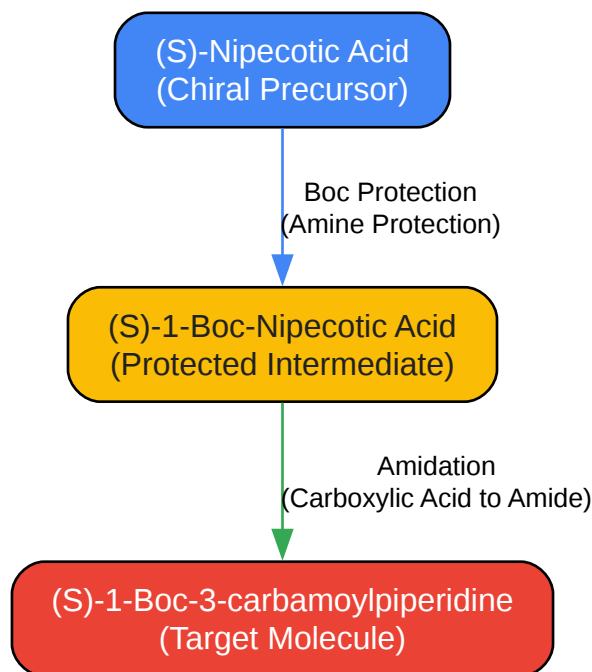 (S)-Nipecotic Acid
(Chiral Precursor)
Boc Protection
(Amine Protection)
(S)-1-Boc-Nipecotic Acid
(Protected Intermediate)
Amidation
(Carboxylic Acid to Amide)
(S)-1-Boc-3-carbamoylpiperidine
(Target Molecule)